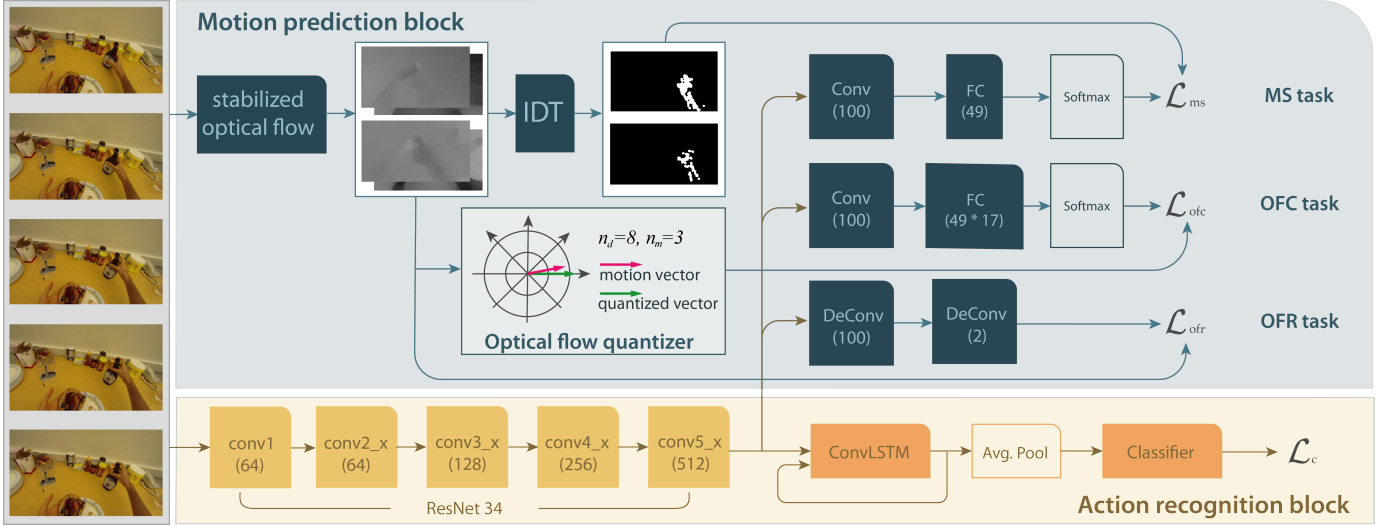 Motion prediction block
stabilized
optical flow
IDT
Conv
(100)
FC
(49)
Softmax
ℒms
MS task
Conv
(100)
FC
(49 * 17)
Softmax
ℒofc
OFC task
nd=8, nm=3
motion vector
quantized vector
Optical flow quantizer
DeConv
(100)
DeConv
(2)
ℒofr
OFR task
conv1
(64)
conv2_x
(64)
conv3_x
(128)
conv4_x
(256)
conv5_x
(512)
ResNet 34
ConvLSTM
Avg. Pool
Classifier
ℒc
Action recognition block